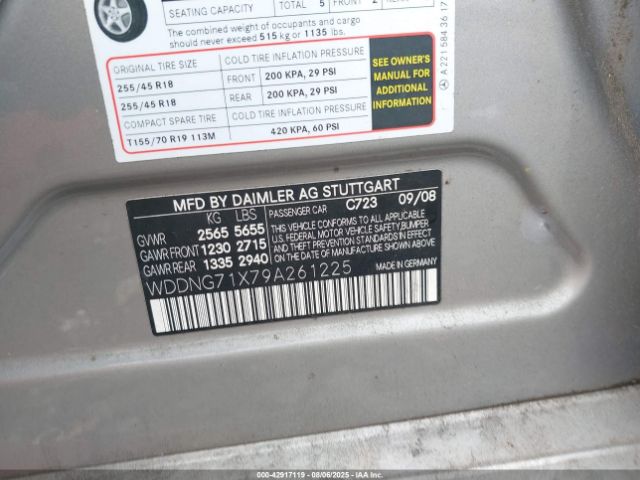 SEATING CAPACITY TOTAL 5 FRONT 2
The combined weight of occupants and cargo
should never exceed 515 kg or 1135 lbs.
ORIGINAL TIRE SIZE COLD TIRE INFLATION PRESSURE
255/45 R18 FRONT 200 KPA, 29 PSI
255/45 R18 REAR 200 KPA, 29 PSI
COMPACT SPARE TIRE COLD TIRE INFLATION PRESSURE
T155/70 R19 113M 420 KPA, 60 PSI
SEE OWNER'S
MANUAL FOR
ADDITIONAL
INFORMATION
A 221 584 36 17
MFD BY DAIMLER AG STUTTGART
KG LBS PASSENGER CAR C723 09/08
GVWR 2565 5655
GAWR FRONT 1230 2715
GAWR REAR 1335 2940
THIS VEHICLE CONFORMS TO ALL APPLICABLE
U.S. FEDERAL MOTOR VEHICLE SAFETY, BUMPER
AND THEFT PREVENTION STANDARDS IN EFFECT
ON THE DATE OF MANUFACTURE SHOWN ABOVE.
WDDNG71X79A261225
MADE IN GERMANY
00-42917119 | 08/06/2025 | Copyright © IAA, LLC